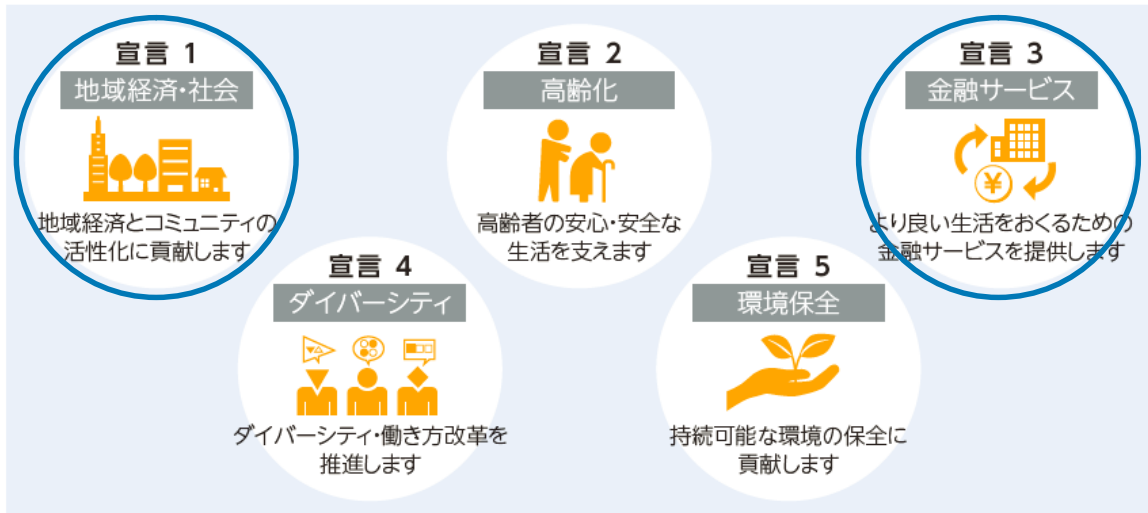 宣言 1
地域経済・社会
地域経済とコミュニティの
活性化に貢献します
宣言 2
高齢化
高齢者の安心・安全な
生活を支えます
宣言 3
金融サービス
¥
より良い生活をおくるための
金融サービスを提供します
宣言 4
ダイバーシティ
ダイバーシティ・働き方改革を
推進します
宣言 5
環境保全
持続可能な環境の保全に
貢献します